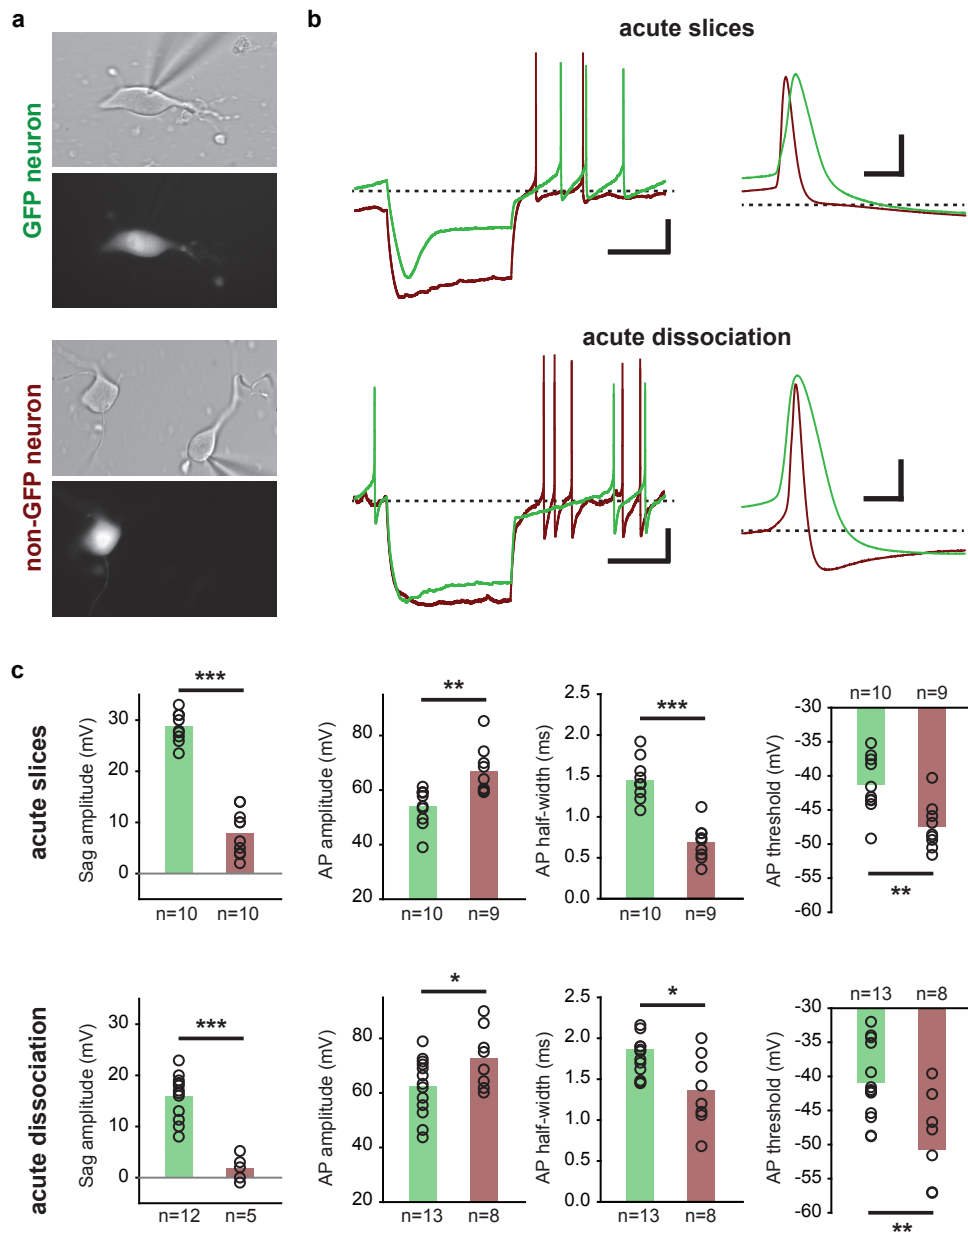 a
b
acute slices
GFP neuron
acute dissociation
non-GFP neuron
c
acute slices
Sag amplitude (mV)
30
20
10
0
***
n=10 n=10
AP amplitude (mV)
80
60
40
20
**
n=10 n=9
AP half-width (ms)
2.5
2.0
1.5
1.0
0.5
0.0
***
n=10 n=9
AP threshold (mV)
n=10 n=9
-30
-35
-40
-45
-50
-55
-60
**
acute dissociation
Sag amplitude (mV)
30
20
10
0
***
n=12 n=5
AP amplitude (mV)
80
60
40
20
*
n=13 n=8
AP half-width (ms)
2.5
2.0
1.5
1.0
0.5
0.0
*
n=13 n=8
AP threshold (mV)
n=13 n=8
-30
-35
-40
-45
-50
-55
-60
**